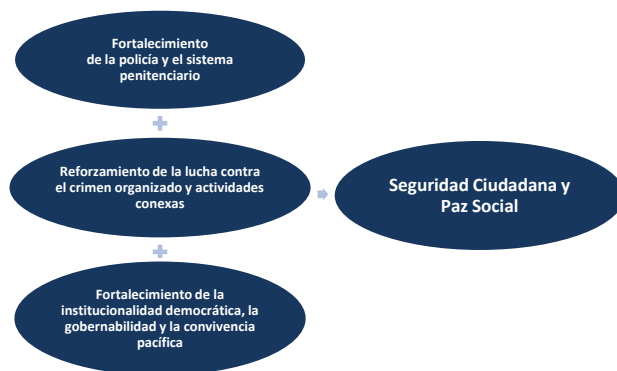 Fortalecimiento
de la policía y el sistema
penitenciario
Reforzamiento de la lucha contra
el crimen organizado y actividades
conexas
Seguridad Ciudadana y
Paz Social
Fortalecimiento de la
institucionalidad democrática, la
gobernabilidad y la convivencia
pacífica